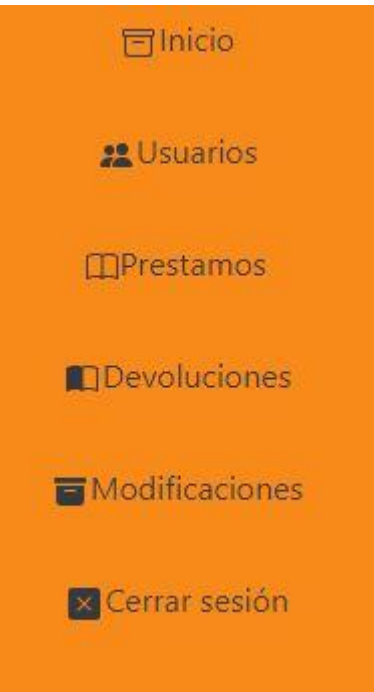 Inicio
Usuarios
Prestamos
Devoluciones
Modificaciones
Cerrar sesión